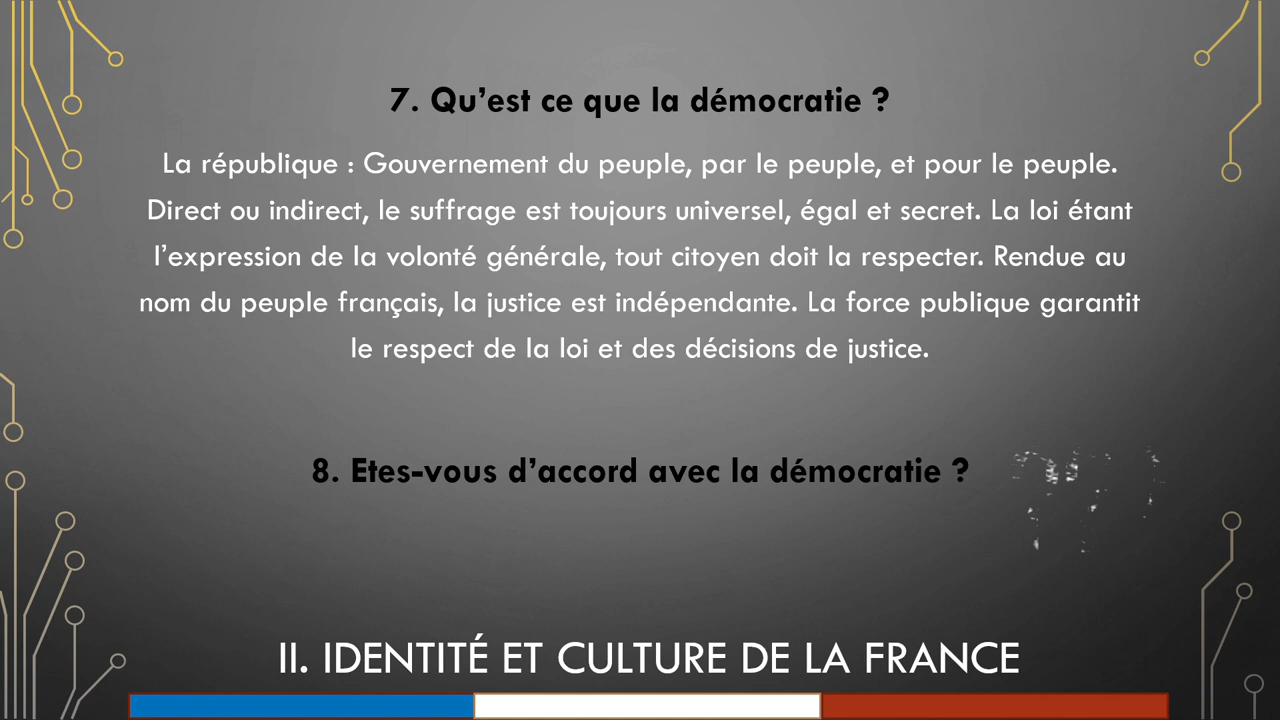 7. Qu’est ce que la démocratie ?
La république : Gouvernement du peuple, par le peuple, et pour le peuple.
Direct ou indirect, le suffrage est toujours universel, égal et secret. La loi étant
l’expression de la volonté générale, tout citoyen doit la respecter. Rendue au
nom du peuple français, la justice est indépendante. La force publique garantit
le respect de la loi et des décisions de justice.
8. Etes-vous d’accord avec la démocratie ?
II. IDENTITÉ ET CULTURE DE LA FRANCE